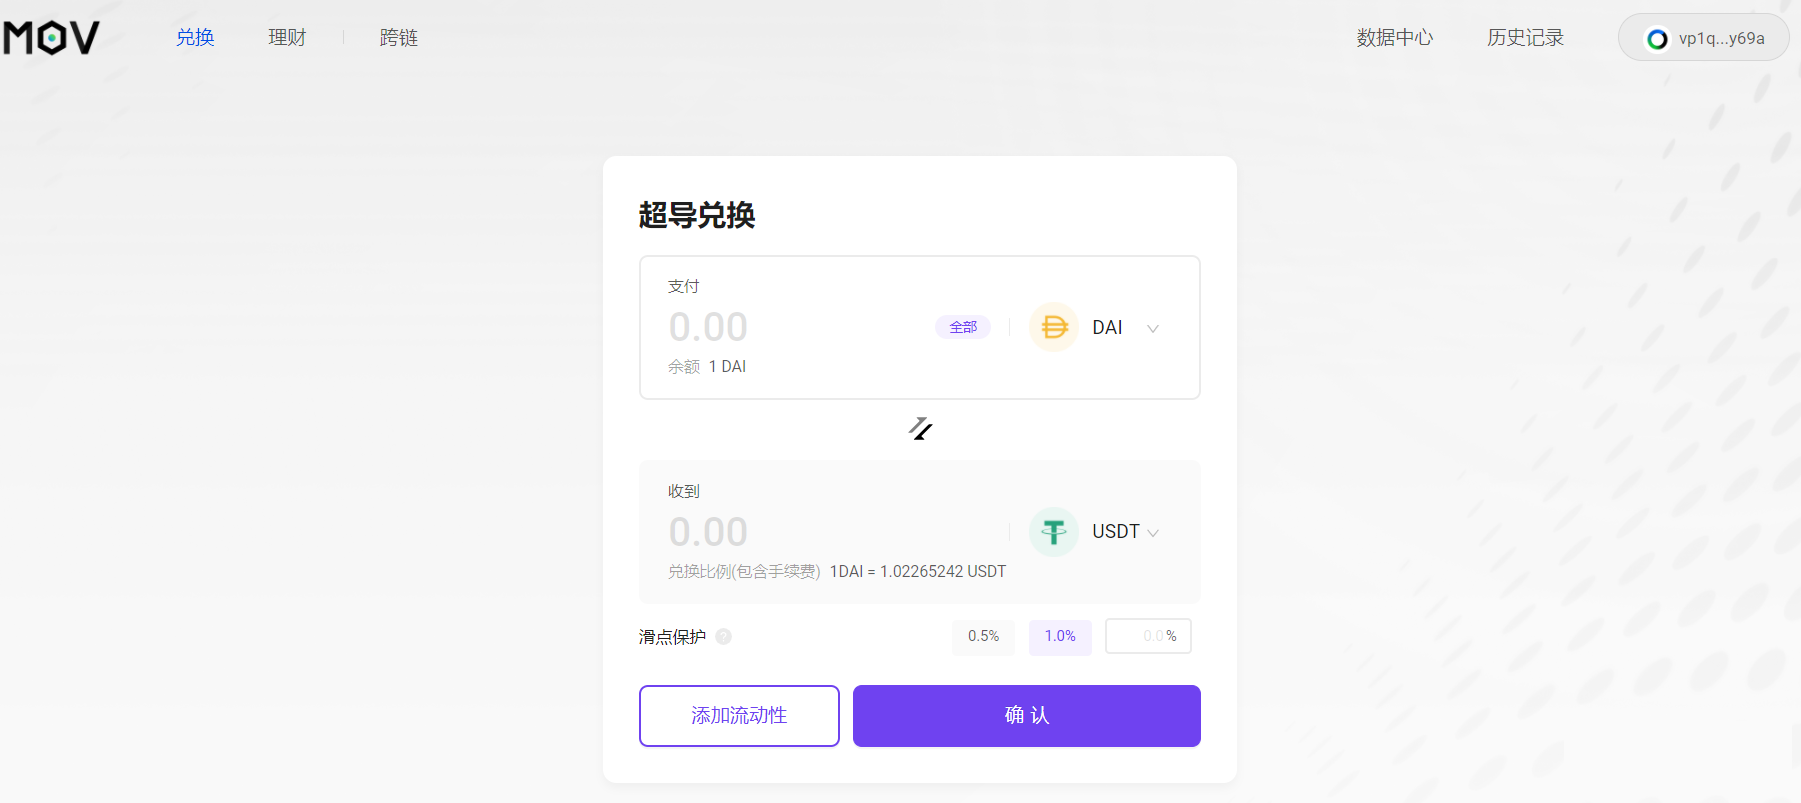 MOV 兑换 理财 跨链 数据中心 历史记录 vp1q...y69a
超导兑换
支付
0.00 全部 DAI
余额 1 DAI
收到
0.00 USDT
兑换比例(包含手续费) 1DAI = 1.02265242 USDT
滑点保护 ? 0.5% 1.0% 0.0 %
添加流动性 确 认